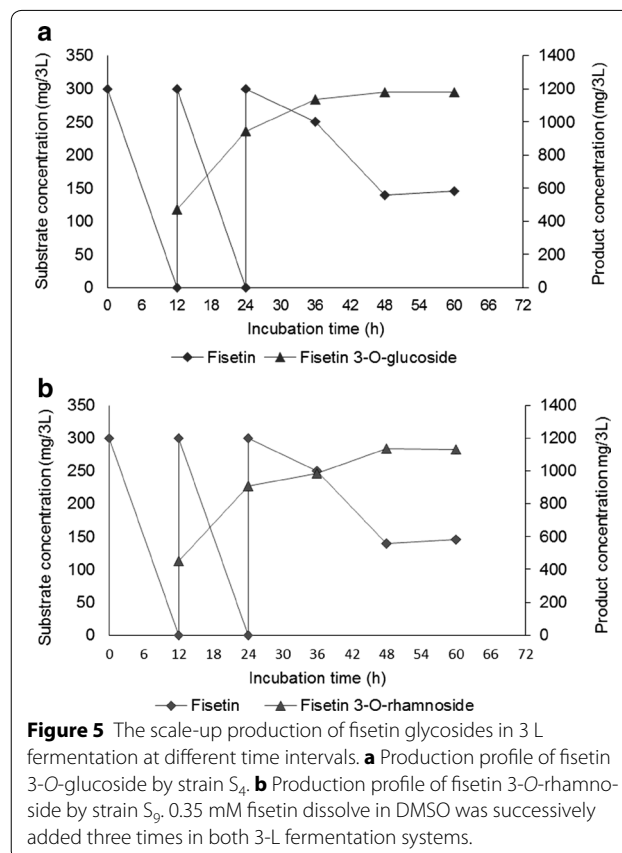 a
350
300
250
200
150
100
50
0
1400
1200
1000
800
600
400
200
0
Substrate concentration (mg/3L)
Product concentration (mg/3L)
0 6 12 18 24 30 36 42 48 54 60 66 72
Incubation time (h)
Fisetin Fisetin 3-O-glucoside
b
350
300
250
200
150
100
50
0
1400
1200
1000
800
600
400
200
0
Substrate concentration (mg/3L)
Product concentration mg/3L)
0 6 12 18 24 30 36 42 48 54 60 66 72
Incubation time (h)
Fisetin Fisetin 3-O-rhamnoside
Figure 5 The scale-up production of fisetin glycosides in 3 L
fermentation at different time intervals. a Production profile of fisetin
3-O-glucoside by strain S4. b Production profile of fisetin 3-O-rhamno-
side by strain S9. 0.35 mM fisetin dissolve in DMSO was successively
added three times in both 3-L fermentation systems.